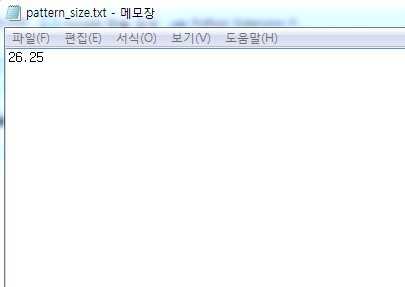 pattern_size.txt - 메모장
파일(F) 편집(E) 서식(O) 보기(V) 도움말(H)
26.25